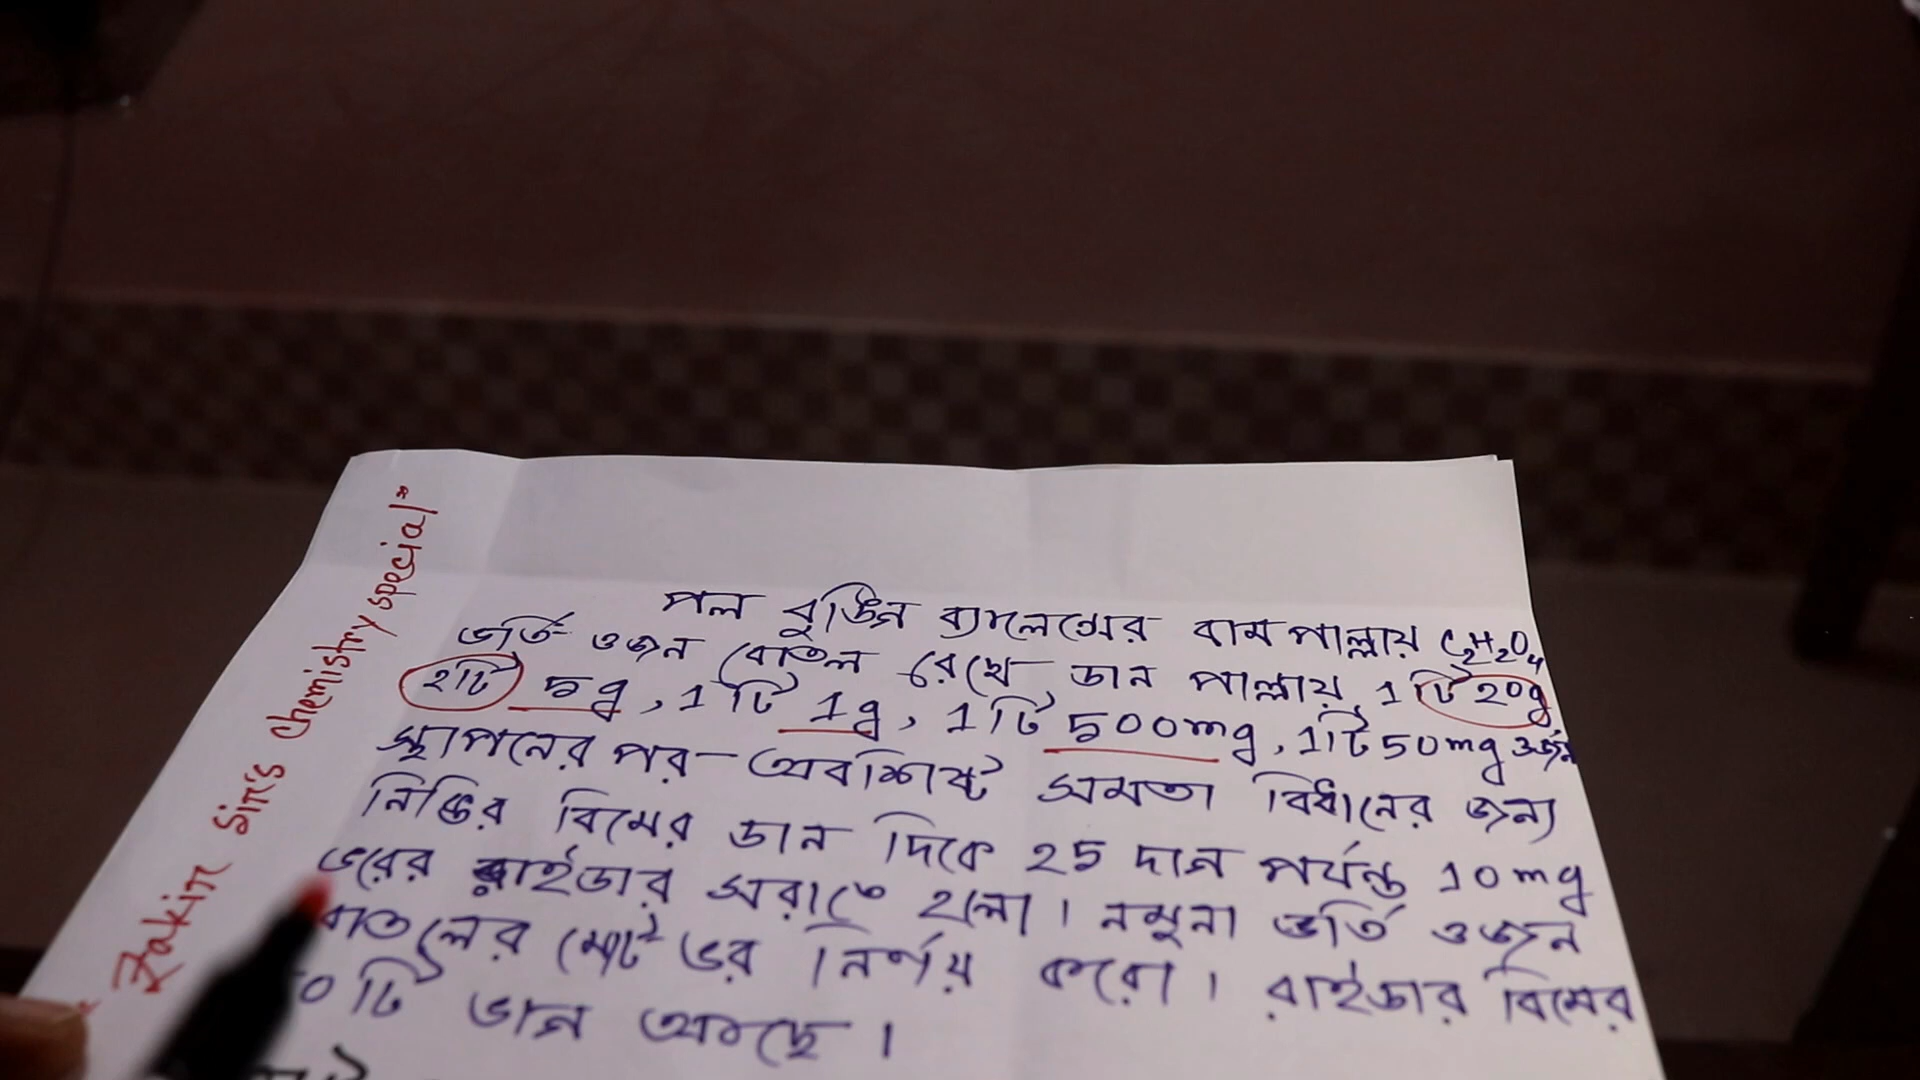 Zakir sir's chemistry special"
পল বুঙ্গি ব্যালেন্সের বাম পাল্লায় C2H2O4
ভর্তি ওজন বোতল রেখে ডান পাল্লায় 1টি 20g
২টি 5g, 1টি 1g, 1টি 500mg, 1টি 50mg ওজন
স্থাপনের পর অবশিষ্ট সমতা বিধানের জন্য
নিক্তির বিমের ডান দিকে 25 দাগ পর্যন্ত 10mg
ভরের রাইডার সরাতে হলো। নমুনা ভর্তি ওজন
বোতলের মোট ভর নির্ণয় করো। রাইডার বিমের
টি ভাগ আছে।